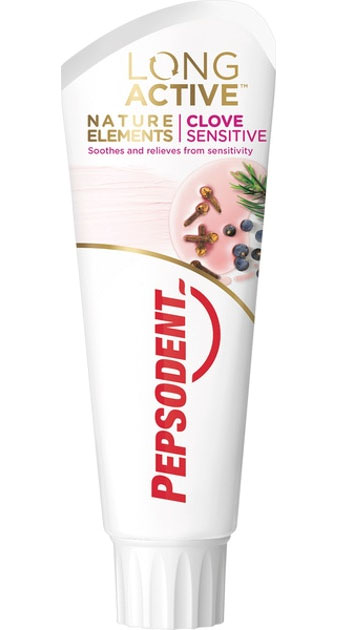 LONG
ACTIVE™
NATURE ELEMENTS | CLOVE SENSITIVE
Soothes and relieves from sensitivity
PEPSODENT